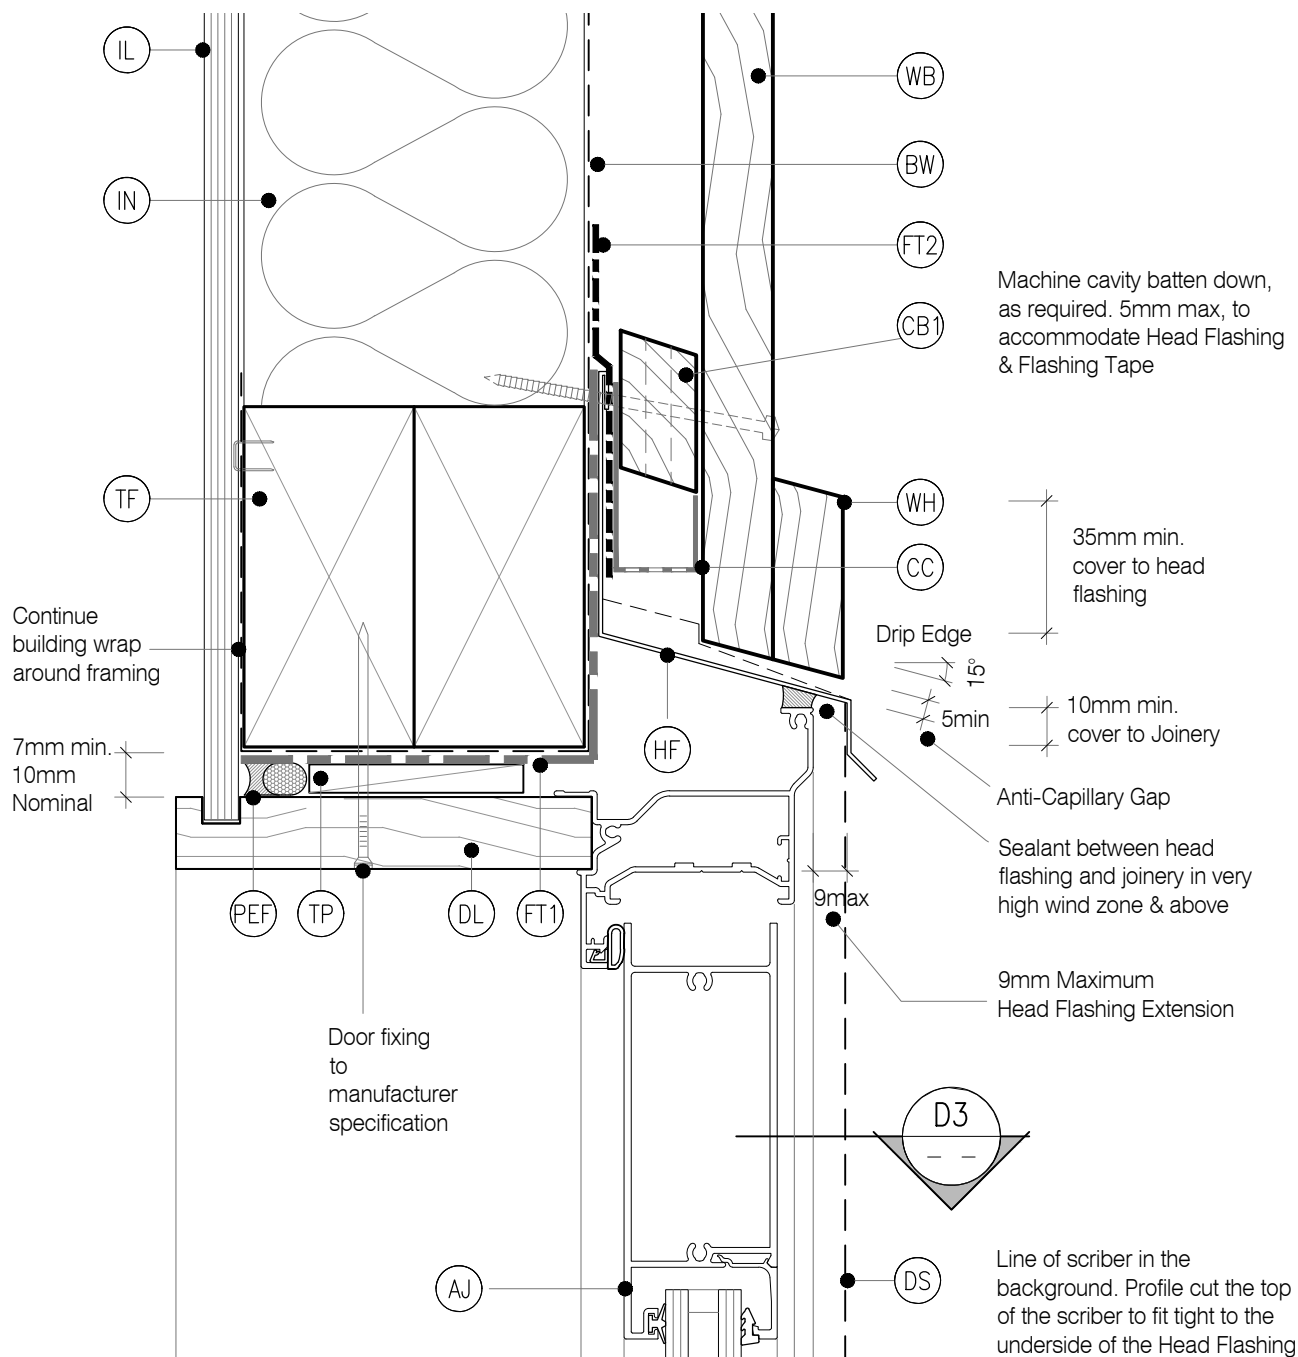 IL
WB
BW
IN
FT2
Machine cavity batten down,
as required. 5mm max, to
accommodate Head Flashing
& Flashing Tape
CB1
TF
WH
35mm min.
cover to head
flashing
CC
Continue
building wrap
around framing
Drip Edge
15°
5min
10mm min.
cover to Joinery
HF
7mm min.
10mm
Nominal
Anti-Capillary Gap
Sealant between head
flashing and joinery in very
high wind zone & above
PEF
TP
DL
FT1
9max
9mm Maximum
Head Flashing Extension
Door fixing
to
manufacturer
specification
D3
AJ
DS
Line of scriber in the
background. Profile cut the top
of the scriber to fit tight to the
underside of the Head Flashing